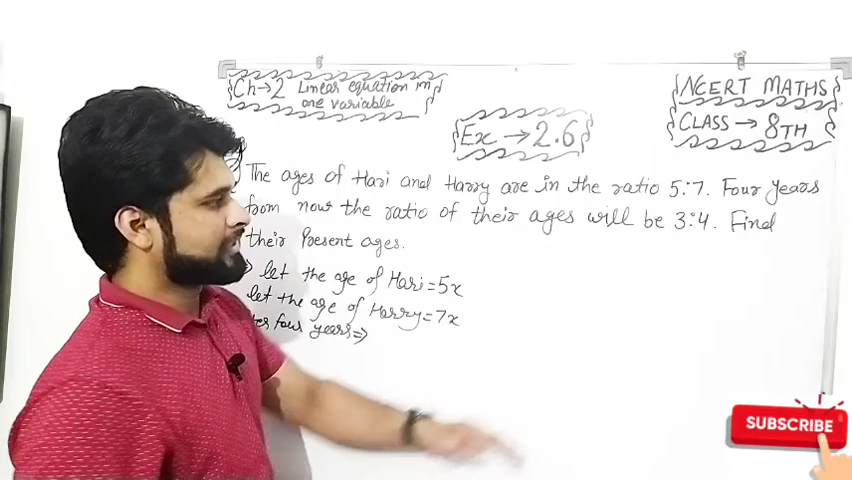 Ch→2 Linear equation in
one variable
Ex → 2.6
NCERT MATHS
CLASS → 8TH
The ages of Hari and Harry are in the ratio 5:7. Four years
from now the ratio of their ages will be 3:4. Find
their Present ages.
let the age of Hari = 5x
let the age of Harry = 7x
four years ⇒
SUBSCRIBE